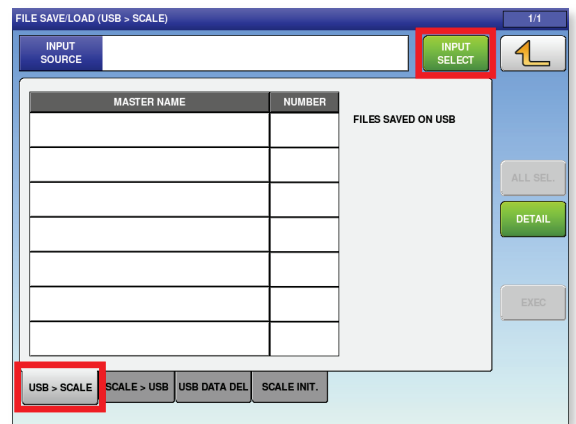 FILE SAVE/LOAD (USB > SCALE)
1/1
INPUT
SOURCE
INPUT
SELECT
MASTER NAME
NUMBER
FILES SAVED ON USB
ALL SEL.
DETAIL
EXEC
USB > SCALE
SCALE > USB
USB DATA DEL
SCALE INIT.